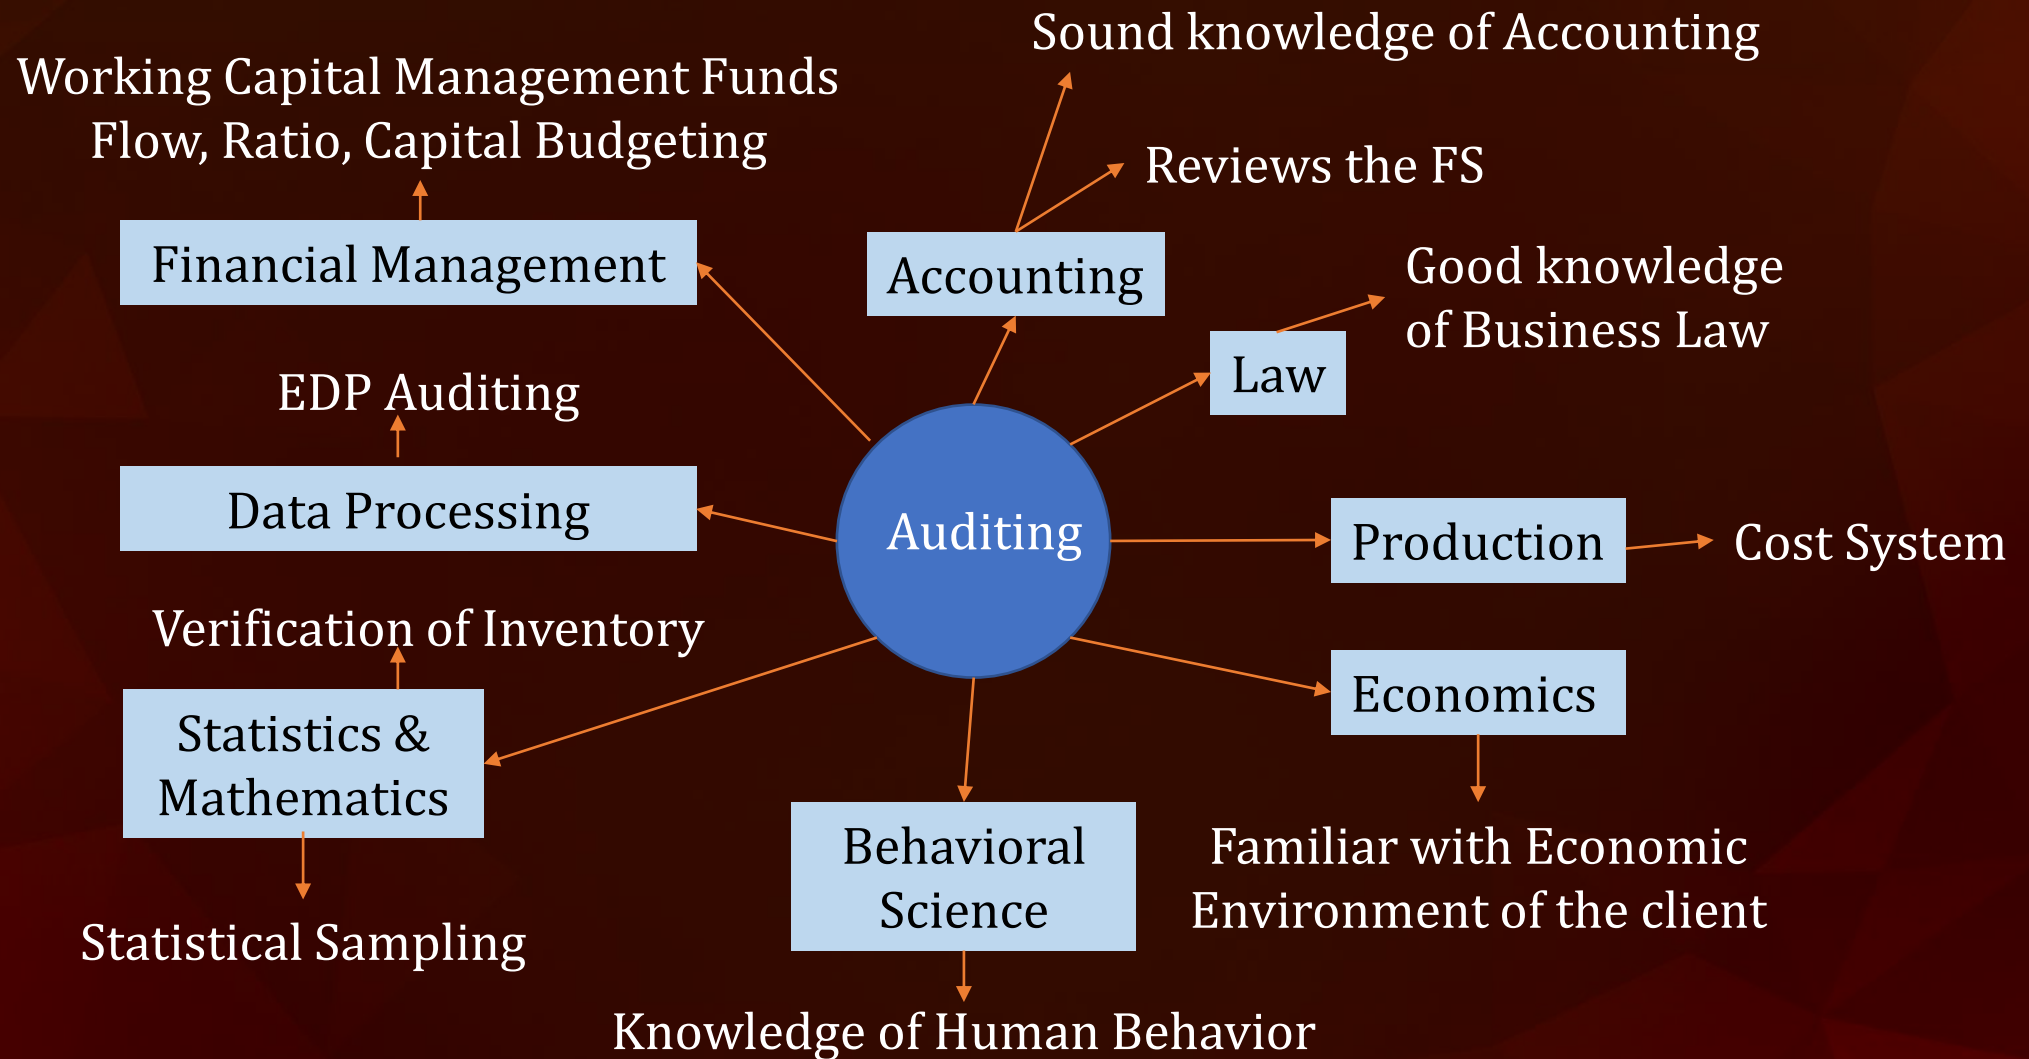 Sound knowledge of Accounting
Working Capital Management Funds
Flow, Ratio, Capital Budgeting
Reviews the FS
Financial Management
Accounting
Good knowledge
of Business Law
Law
EDP Auditing
Data Processing
Auditing
Production
Cost System
Verification of Inventory
Economics
Statistics &
Mathematics
Behavioral
Science
Familiar with Economic
Environment of the client
Statistical Sampling
Knowledge of Human Behavior